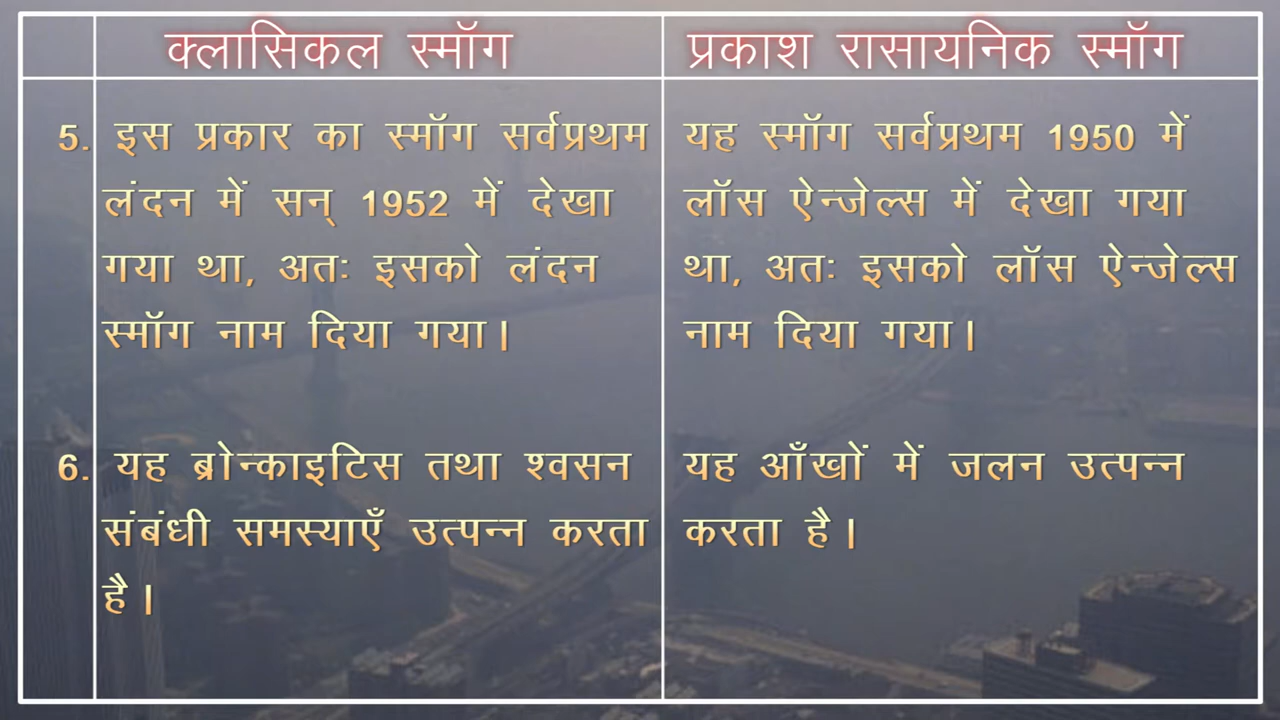 क्लासिकल स्मॉग
प्रकाश रासायनिक स्मॉग
5. इस प्रकार का स्मॉग सर्वप्रथम
लंदन में सन् 1952 में देखा
गया था, अतः इसको लंदन
स्मॉग नाम दिया गया।
यह स्मॉग सर्वप्रथम 1950 में
लॉस ऐन्जेल्स में देखा गया
था, अतः इसको लॉस ऐन्जेल्स
नाम दिया गया।
6. यह ब्रोन्काइटिस तथा श्वसन
संबंधी समस्याएँ उत्पन्न करता
है।
यह आँखों में जलन उत्पन्न
करता है।